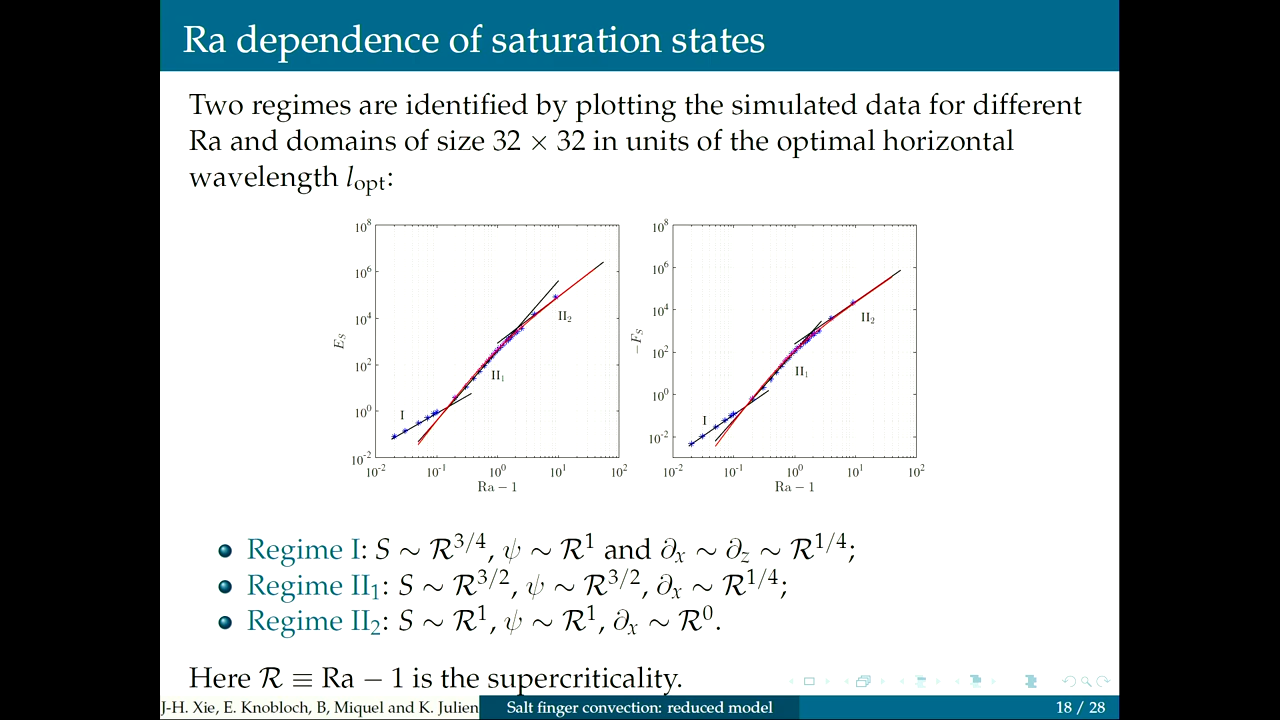 Ra dependence of saturation states
Two regimes are identified by plotting the simulated data for different
Ra and domains of size 32 × 32 in units of the optimal horizontal
wavelength l_opt:
10^8
10^6
10^4
10^2
10^0
10^-2
E_S
I
II_1
II_2
10^-2 10^-1 10^0 10^1 10^2
Ra − 1
10^8
10^6
10^4
10^2
10^0
10^-2
−F_S
I
II_1
II_2
10^-2 10^-1 10^0 10^1 10^2
Ra − 1
Regime I: S ∼ R^3/4, ψ ∼ R^1 and ∂_x ∼ ∂_z ∼ R^1/4;
Regime II_1: S ∼ R^3/2, ψ ∼ R^3/2, ∂_x ∼ R^1/4;
Regime II_2: S ∼ R^1, ψ ∼ R^1, ∂_x ∼ R^0.
Here R ≡ Ra − 1 is the supercriticality.
J-H. Xie, E. Knobloch, B, Miquel and K. Julien Salt finger convection: reduced model 18 / 28